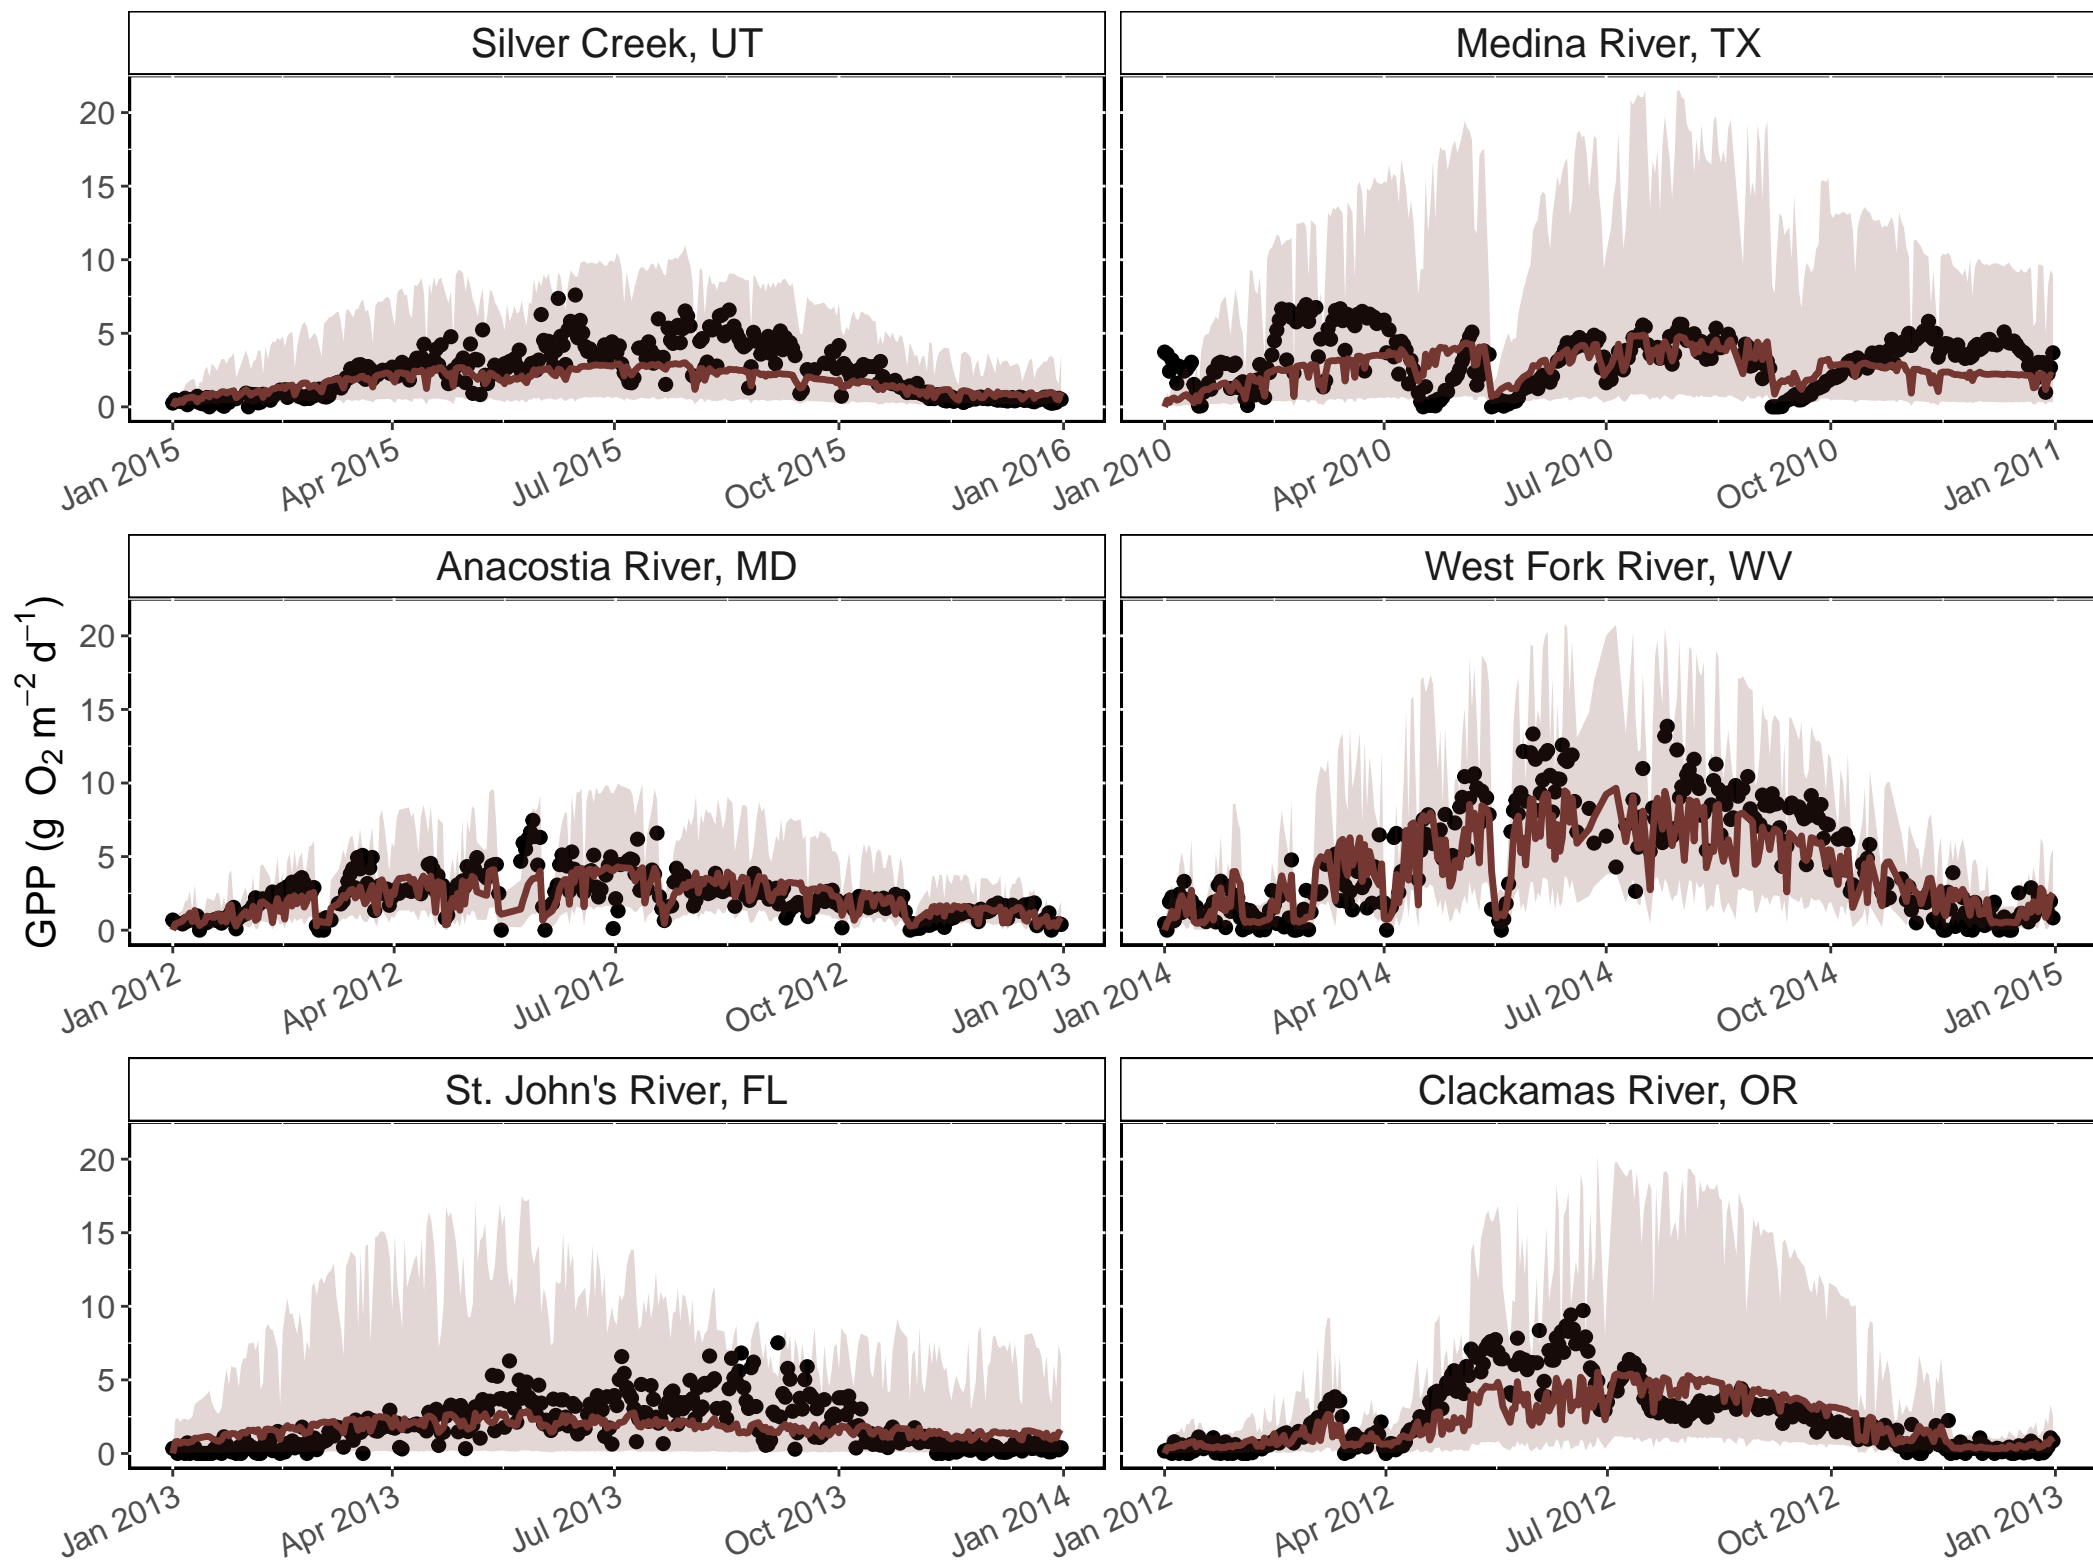 Silver Creek, UT
Medina River, TX
20
15
10
5
0
Jan 2015
Apr 2015
Jul 2015
Oct 2015
Jan 2016
Jan 2010
Apr 2010
Jul 2010
Oct 2010
Jan 2011
Anacostia River, MD
West Fork River, WV
GPP (g O₂ m⁻² d⁻¹)
20
15
10
5
0
Jan 2012
Apr 2012
Jul 2012
Oct 2012
Jan 2013
Jan 2014
Apr 2014
Jul 2014
Oct 2014
Jan 2015
St. John's River, FL
Clackamas River, OR
20
15
10
5
0
Jan 2013
Apr 2013
Jul 2013
Oct 2013
Jan 2014
Jan 2012
Apr 2012
Jul 2012
Oct 2012
Jan 2013